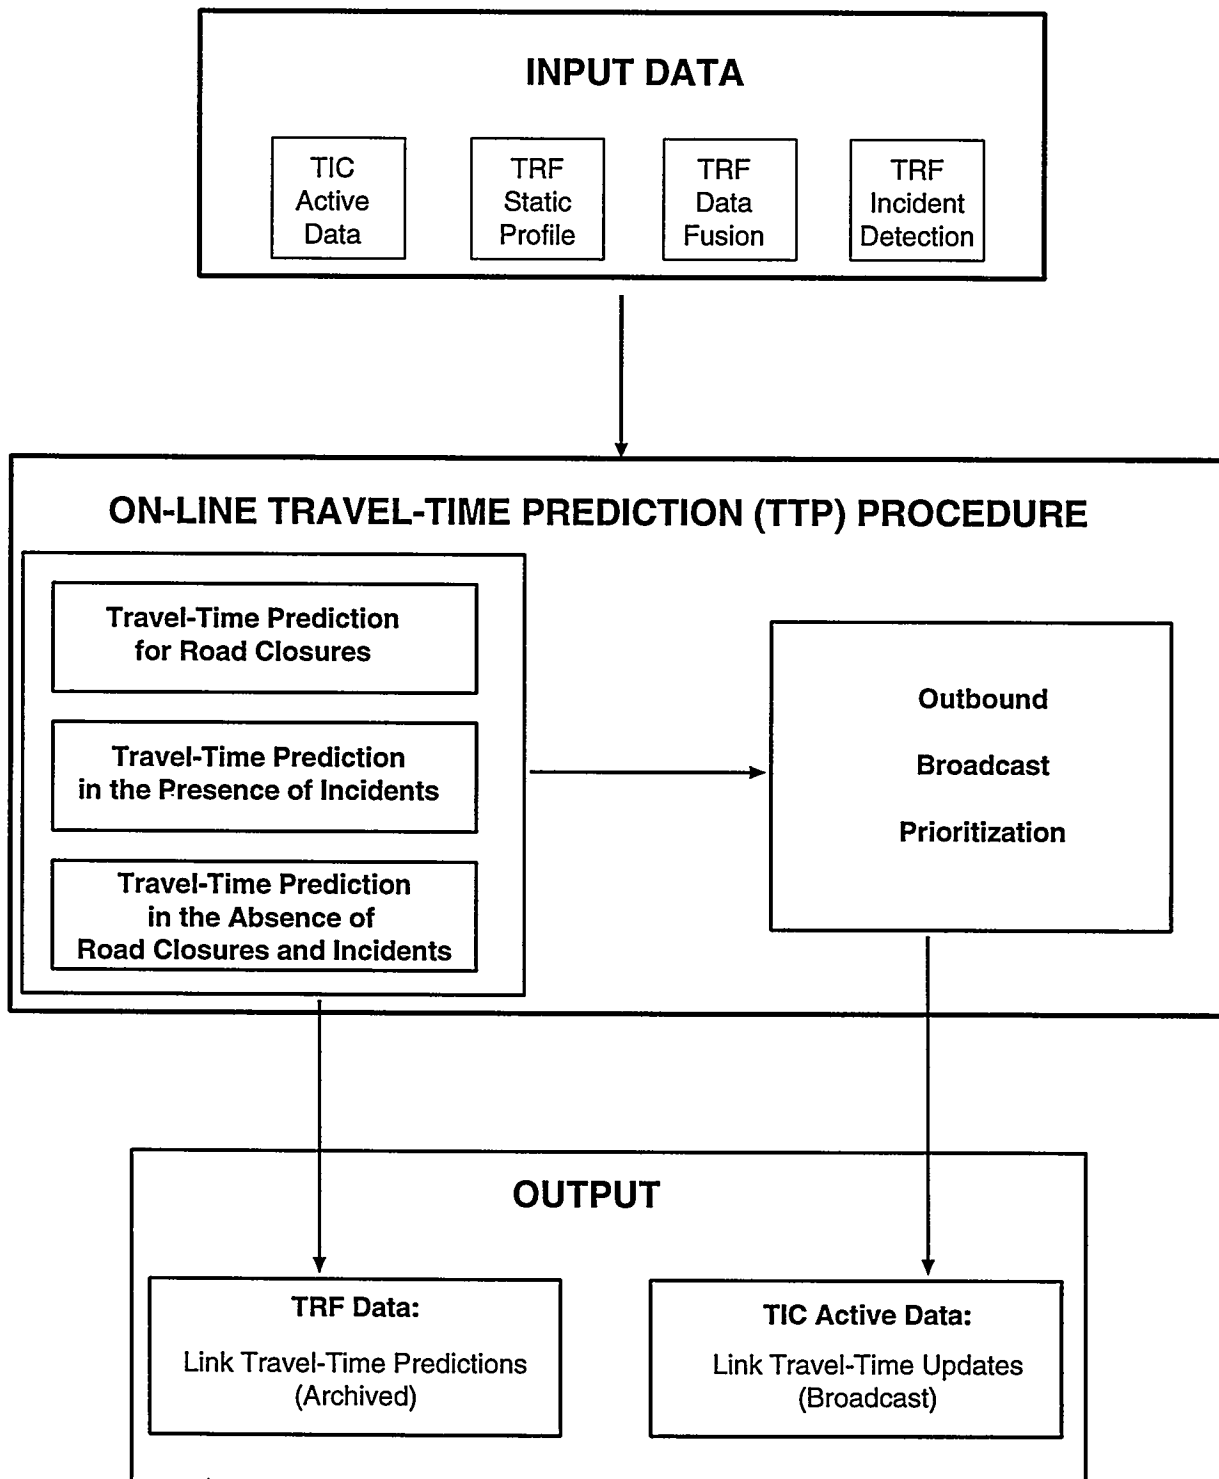 INPUT DATA
TIC
Active
Data
TRF
Static
Profile
TRF
Data
Fusion
TRF
Incident
Detection
ON-LINE TRAVEL-TIME PREDICTION (TTP) PROCEDURE
Travel-Time Prediction
for Road Closures
Travel-Time Prediction
in the Presence of Incidents
Travel-Time Prediction
in the Absence of
Road Closures and Incidents
Outbound
Broadcast
Prioritization
OUTPUT
TRF Data:
Link Travel-Time Predictions
(Archived)
TIC Active Data:
Link Travel-Time Updates
(Broadcast)